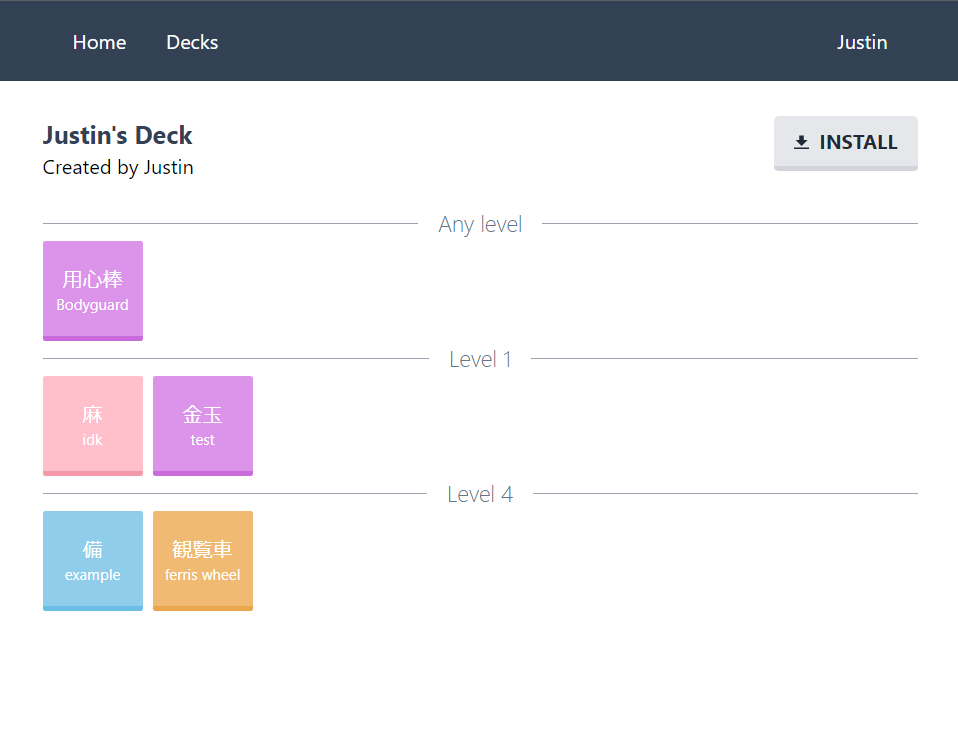 Home Decks Justin
Justin's Deck
Created by Justin
INSTALL
Any level
用心棒
Bodyguard
Level 1
麻
idk
金玉
test
Level 4
備
example
観覧車
ferris wheel